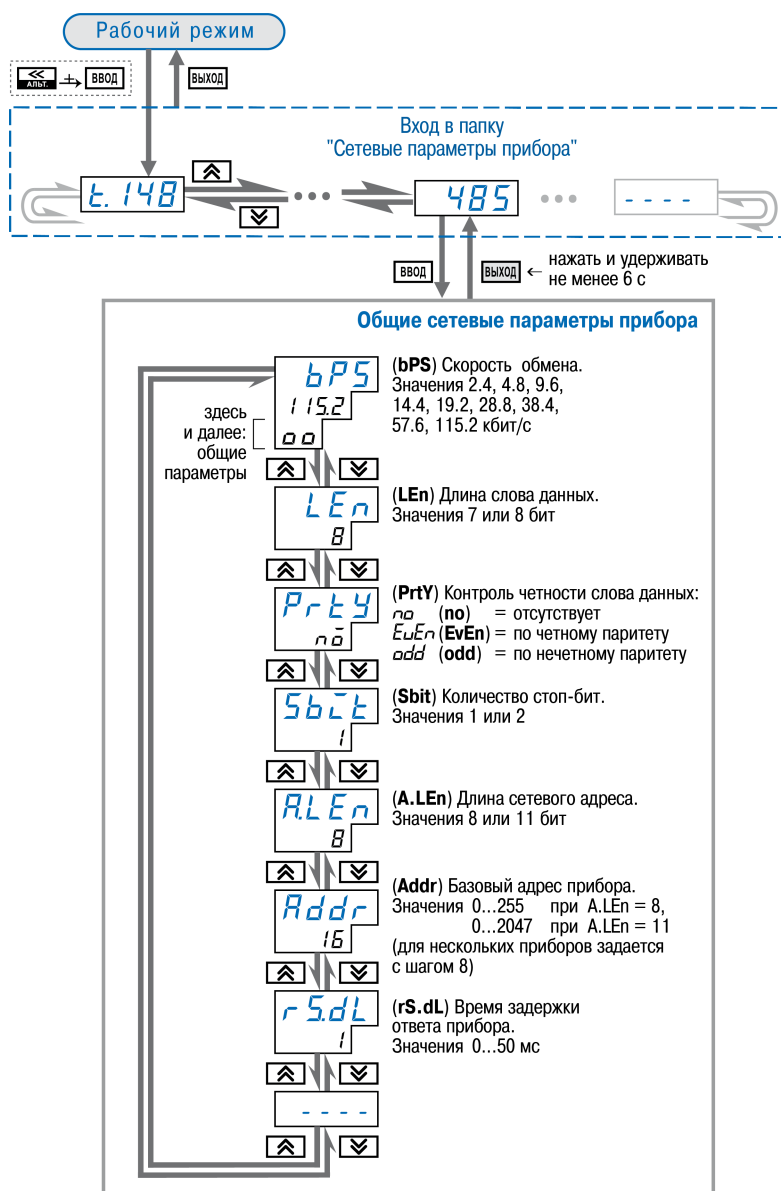 Рабочий режим
<<
АЛЬТ.
ВВОД
ВЫХОД
Вход в папку
"Сетевые параметры прибора"
t.148
•••
485
•••
- - - -
ВВОД
ВЫХОД
← нажать и удерживать
не менее 6 с
Общие сетевые параметры прибора
bPS
115.2
oo
здесь
и далее:
общие
параметры
(bPS) Скорость обмена.
Значения 2.4, 4.8, 9.6,
14.4, 19.2, 28.8, 38.4,
57.6, 115.2 кбит/с
LEn
8
(LEn) Длина слова данных.
Значения 7 или 8 бит
PrtY
no
(PrtY) Контроль четности слова данных:
no (no) = отсутствует
EvEn (EvEn) = по четному паритету
odd (odd) = по нечетному паритету
Sbit
1
(Sbit) Количество стоп-бит.
Значения 1 или 2
A.LEn
8
(A.LEn) Длина сетевого адреса.
Значения 8 или 11 бит
Addr
16
(Addr) Базовый адрес прибора.
Значения 0...255 при A.LEn = 8,
0...2047 при A.LEn = 11
(для нескольких приборов задается
с шагом 8)
rS.dL
1
(rS.dL) Время задержки
ответа прибора.
Значения 0...50 мс
- - - -